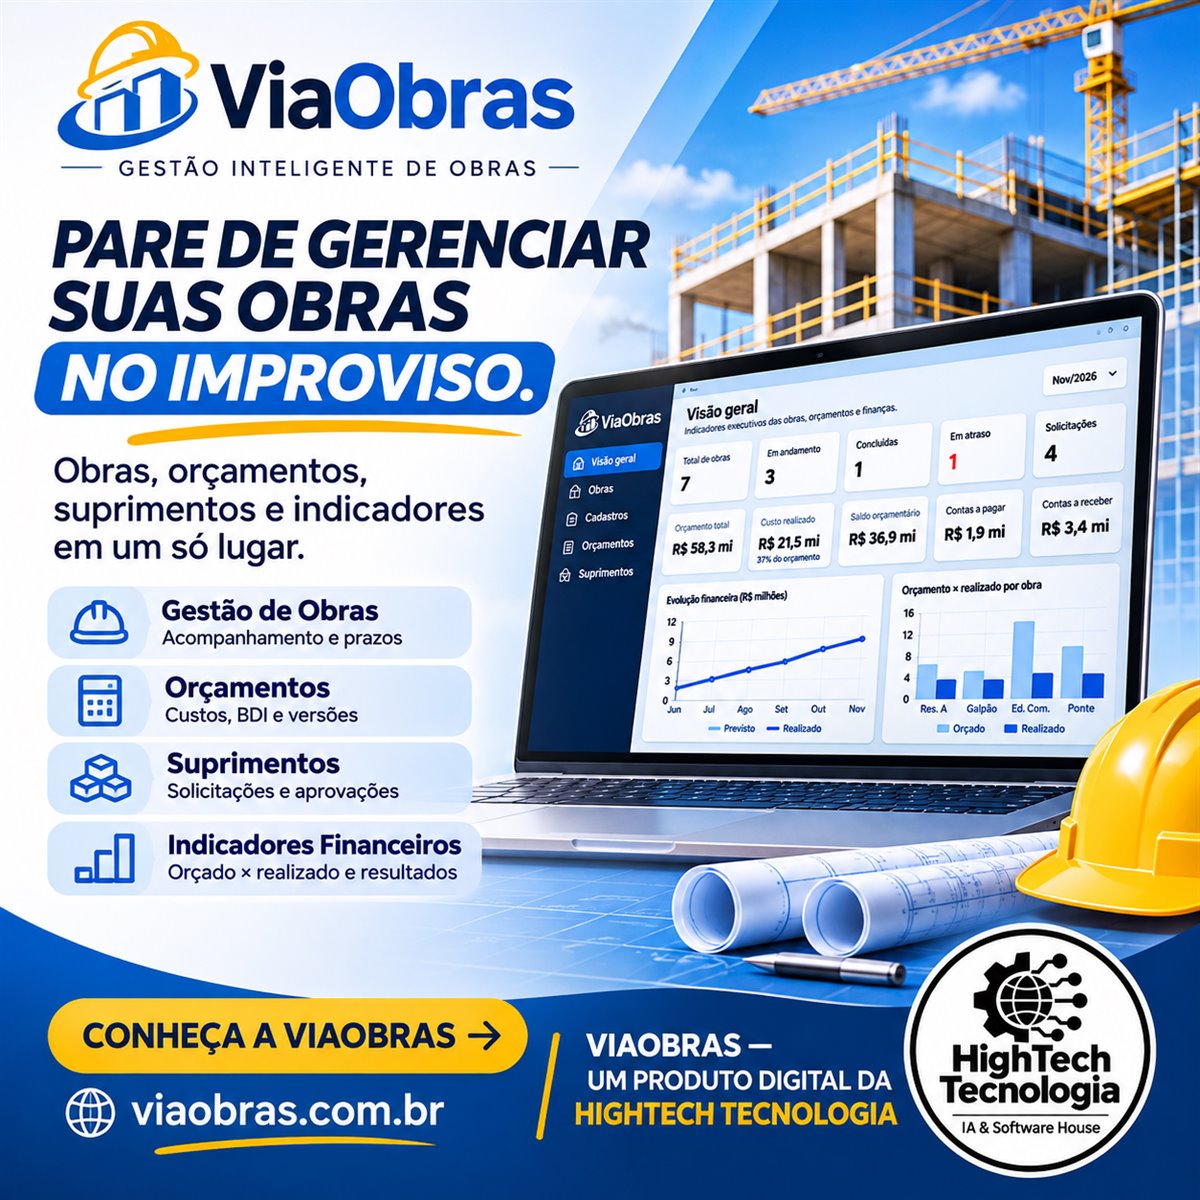 ViaObras
GESTÃO INTELIGENTE DE OBRAS
PARE DE GERENCIAR
SUAS OBRAS
NO IMPROVISO.
Obras, orçamentos,
suprimentos e indicadores
em um só lugar.
Gestão de Obras
Acompanhamento e prazos
Orçamentos
Custos, BDI e versões
Suprimentos
Solicitações e aprovações
Indicadores Financeiros
Orçado × realizado e resultados
ViaObras
Visão geral
Obras
Cadastros
Orçamentos
Suprimentos
Visão geral
Indicadores executivos das obras, orçamentos e finanças.
Nov/2026
Total de obras
7
Em andamento
3
Concluídas
1
Em atraso
1
Solicitações
4
Orçamento total
R$ 58,3 mi
Custo realizado
R$ 21,5 mi
37% do orçamento
Saldo orçamentário
R$ 36,9 mi
Contas a pagar
R$ 1,9 mi
Contas a receber
R$ 3,4 mi
Evolução financeira (R$ milhões)
12
9
6
3
0
Jun Jul Ago Set Out Nov
Previsto Realizado
Orçamento × realizado por obra
16
12
8
4
0
Res. A Galpão Ed. Com. Ponte
Orçado Realizado
CONHEÇA A VIAOBRAS →
viaobras.com.br
VIAOBRAS —
UM PRODUTO DIGITAL DA
HIGHTECH TECNOLOGIA
HighTech
Tecnologia
IA & Software House